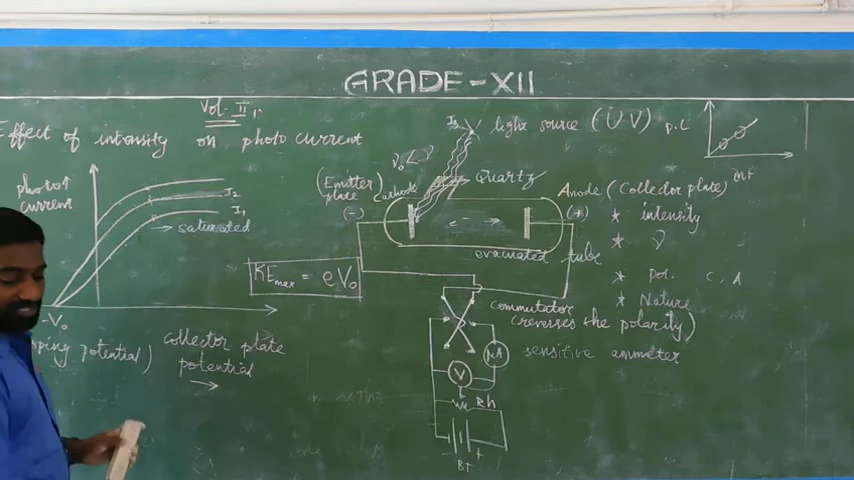 GRADE-XII
Vol-II
Effect of intensity on photo current
photo
current
I2
I1
saturated
-V0
potential)
collector plate
potential
KEmax = eV0
light source (UV)
p.c
Quartz
(Emitter plate) Cathode
(-)
Anode (Collector plate)
(+)
e-
evacuated tube
* intensity
* ν
* pot. C, A
* Nature
commutator
(reverses the polarity)
μA
sensitive ammeter
V
Rh
BT
+